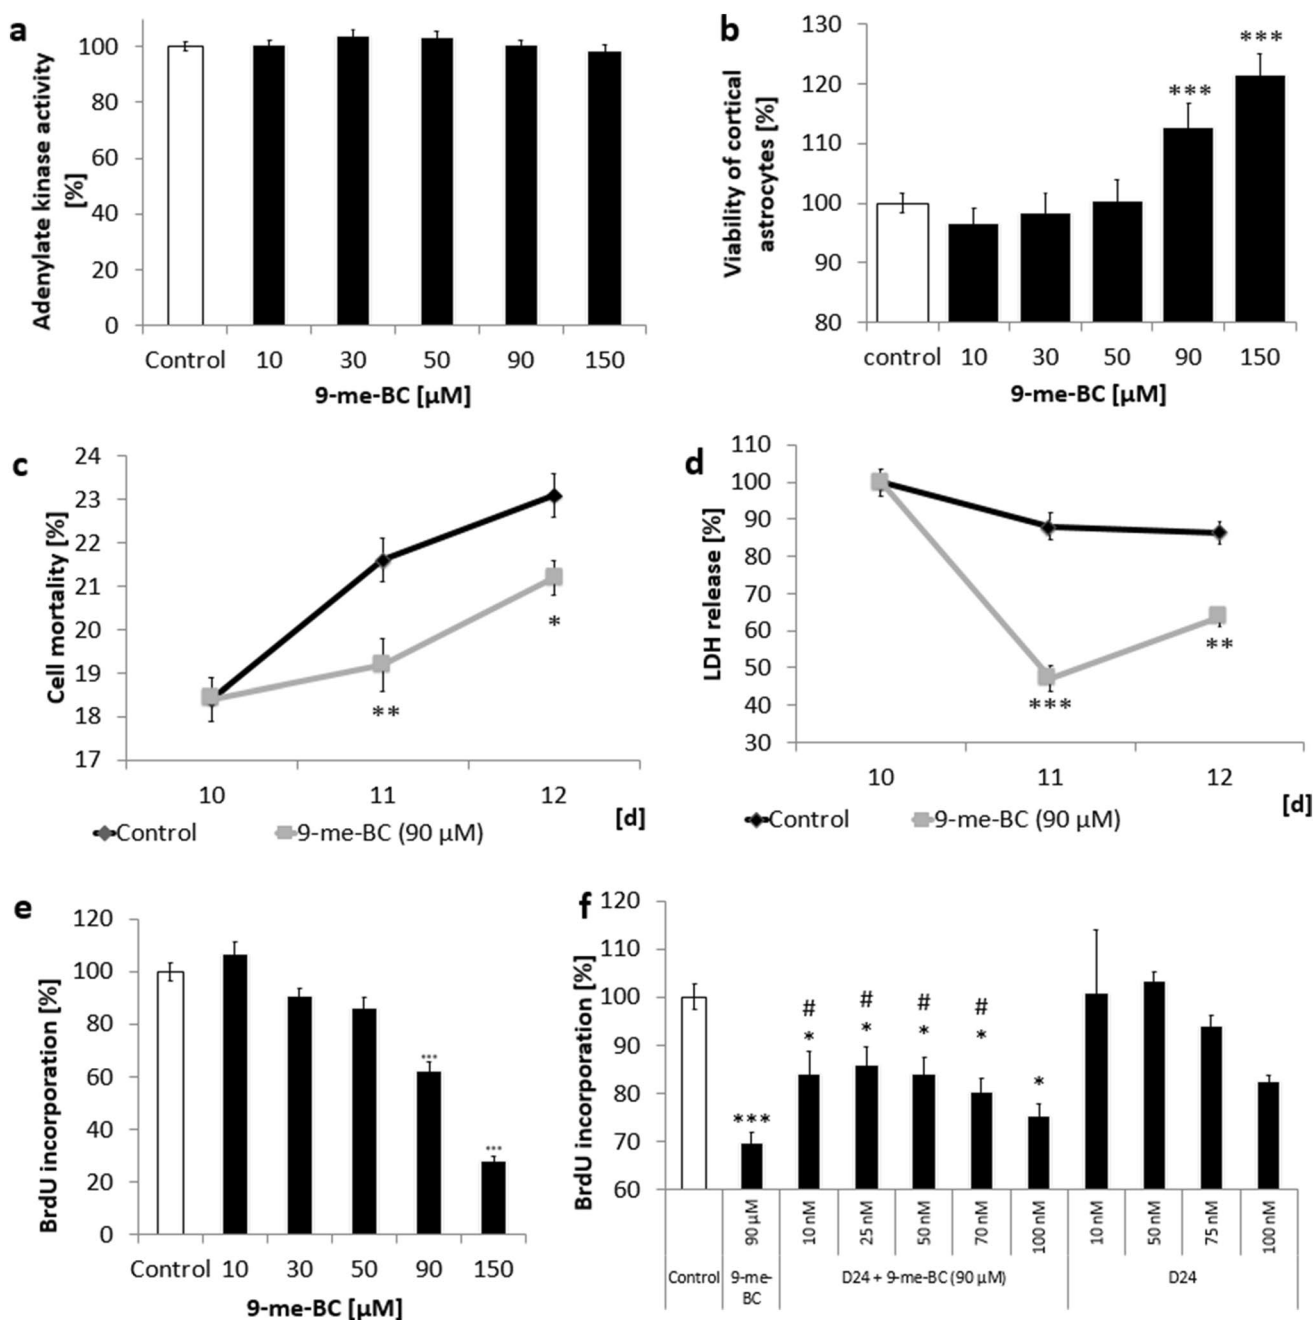 a
Adenylate kinase activity
[%]
100
80
60
40
20
0
Control 10 30 50 90 150
9-me-BC [µM]
b
Viability of cortical
astrocytes [%]
130
120
110
100
90
80
***
***
control 10 30 50 90 150
9-me-BC [µM]
c
Cell mortality [%]
24
23
22
21
20
19
18
17
**
*
10 11 12
[d]
Control 9-me-BC (90 µM)
d
LDH release [%]
110
100
90
80
70
60
50
40
30
***
**
10 11 12
[d]
Control 9-me-BC (90 µM)
e
BrdU incorporation [%]
120
100
80
60
40
20
0
***
***
Control 10 30 50 90 150
9-me-BC [µM]
f
BrdU incorporation [%]
120
110
100
90
80
70
60
# # # #
* * * *
*
***
90 µM 10 nM 25 nM 50 nM 70 nM 100 nM 10 nM 50 nM 75 nM 100 nM
Control 9-me- D24 + 9-me-BC (90 µM) D24
BC